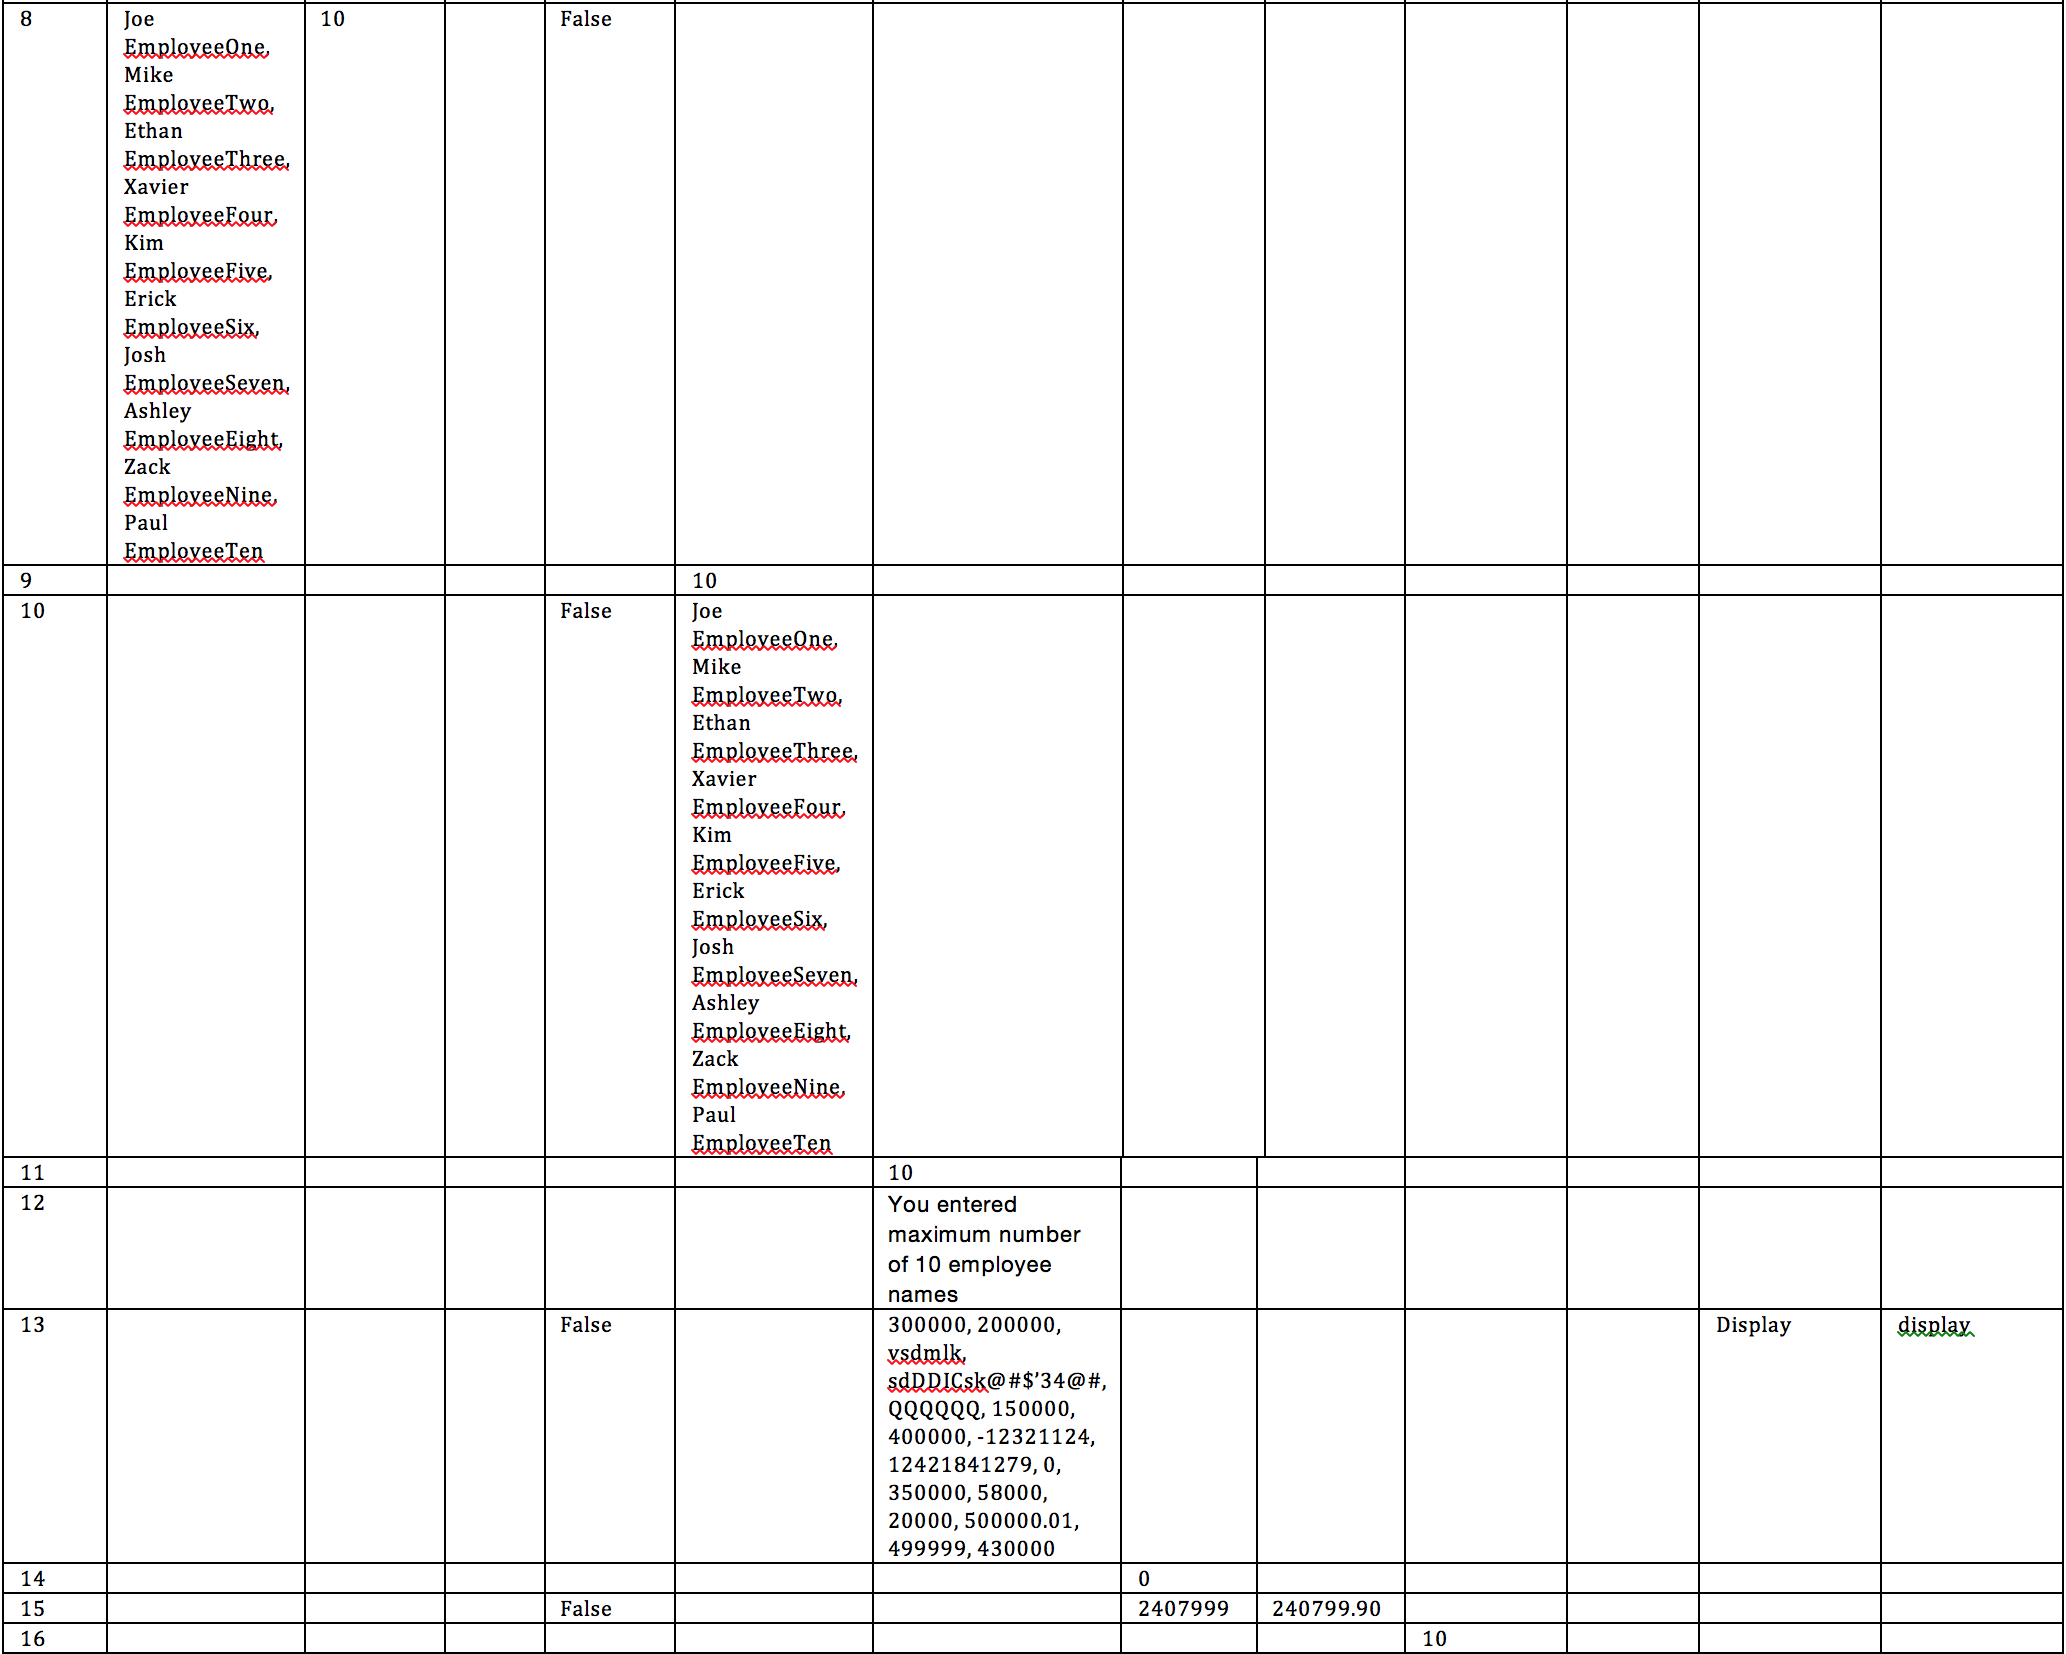 8 Joe 10 False
EmployeeOne,
Mike
EmployeeTwo,
Ethan
EmployeeThree,
Xavier
EmployeeFour,
Kim
EmployeeFive,
Erick
EmployeeSix,
Josh
EmployeeSeven,
Ashley
EmployeeEight,
Zack
EmployeeNine,
Paul
EmployeeTen
9 10
10 False Joe
EmployeeOne,
Mike
EmployeeTwo,
Ethan
EmployeeThree,
Xavier
EmployeeFour,
Kim
EmployeeFive,
Erick
EmployeeSix,
Josh
EmployeeSeven,
Ashley
EmployeeEight,
Zack
EmployeeNine,
Paul
EmployeeTen
11 10
12 You entered
maximum number
of 10 employee
names
13 False 300000, 200000, Display display
vsdmlk,
sdDDICsk@#$’34@#,
QQQQQQ, 150000,
400000, -12321124,
12421841279, 0,
350000, 58000,
20000, 500000.01,
499999, 430000
14 0
15 False 2407999 240799.90
16 10